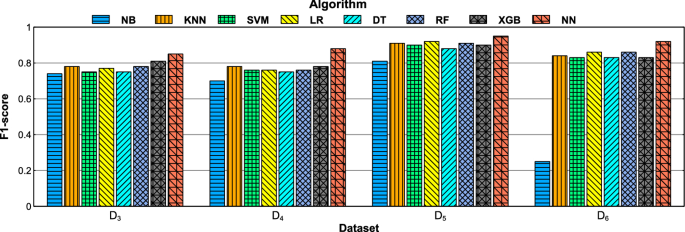 Algorithm
NB KNN SVM LR DT RF XGB NN
1
0.8
0.6
0.4
0.2
0
F1-score
D₃ D₄ D₅ D₆
Dataset